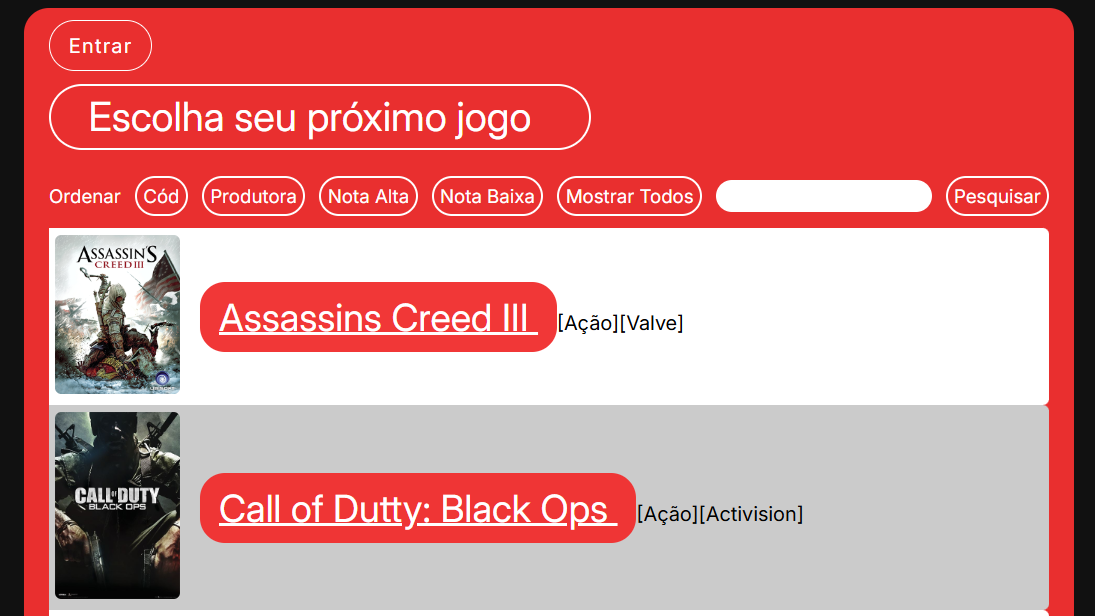 Entrar
Escolha seu próximo jogo
Ordenar Cód Produtora Nota Alta Nota Baixa Mostrar Todos Pesquisar
ASSASSIN'S
CREED III
Assassins Creed III [Ação][Valve]
CALL OF DUTY
BLACK OPS
Call of Dutty: Black Ops [Ação][Activision]